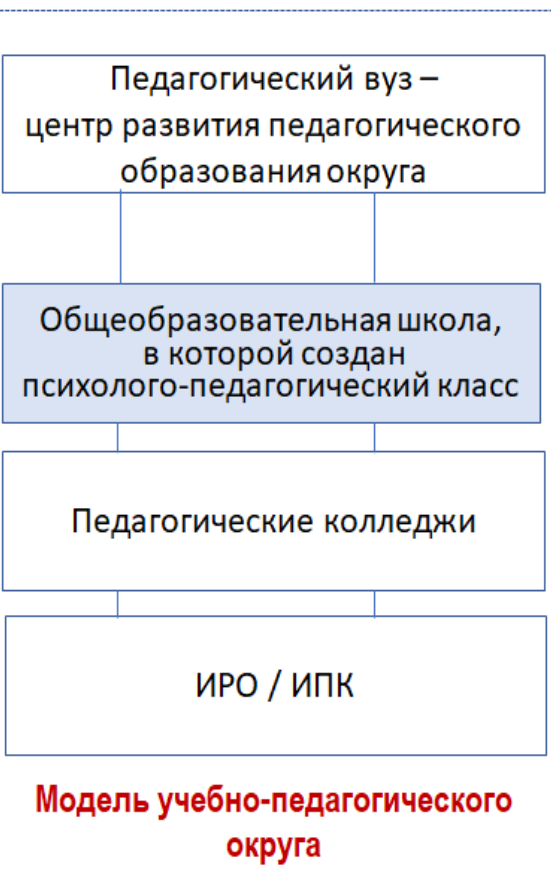 Педагогический вуз –
центр развития педагогического
образования округа
Общеобразовательная школа,
в которой создан
психолого-педагогический класс
Педагогические колледжи
ИРО / ИПК
Модель учебно-педагогического
округа